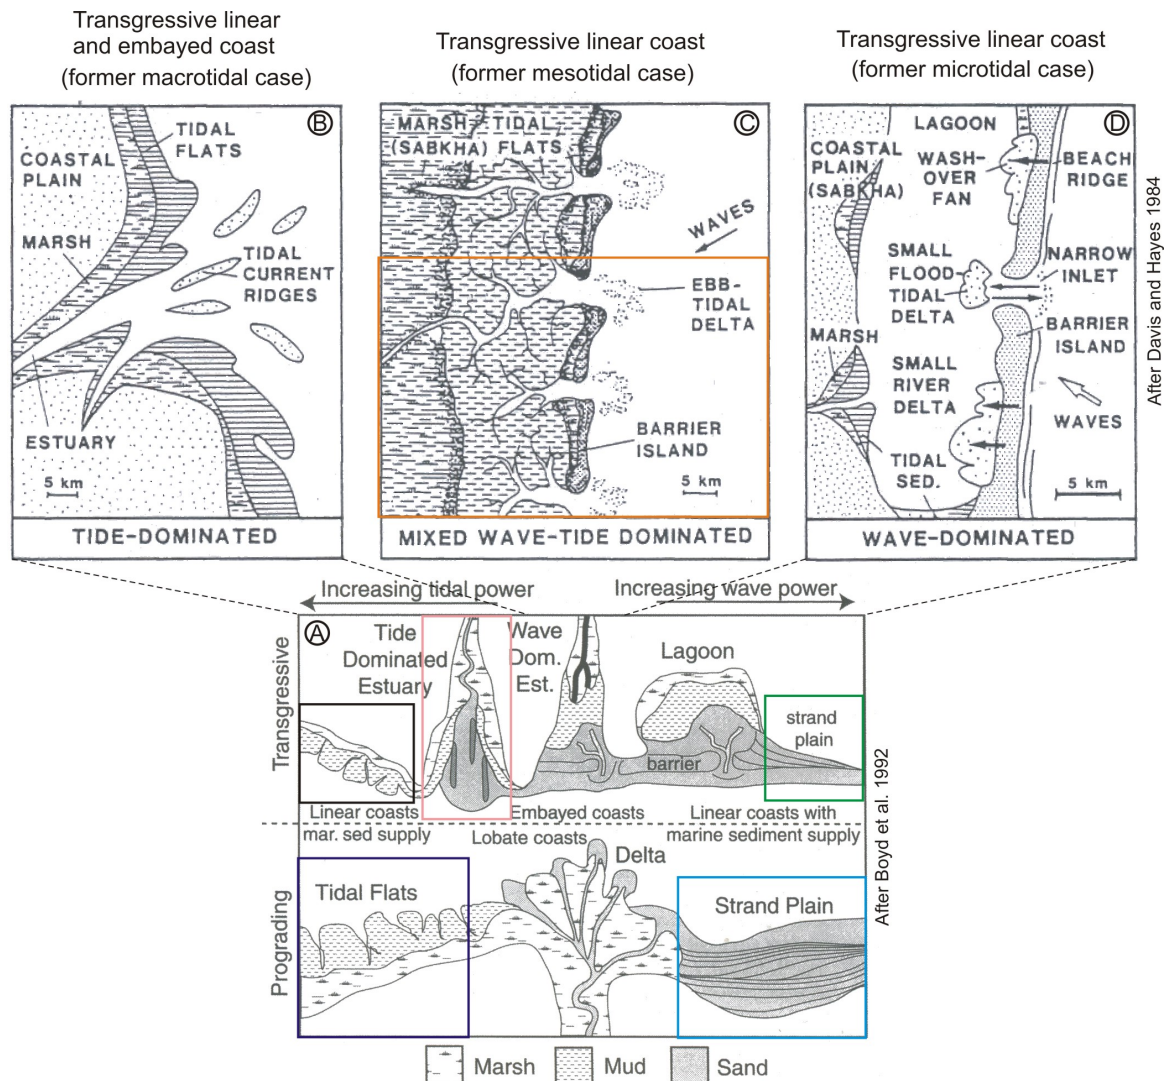 Transgressive linear
and embayed coast
(former macrotidal case)
Transgressive linear coast
(former mesotidal case)
Transgressive linear coast
(former microtidal case)
B
TIDAL
FLATS
COASTAL
PLAIN
MARSH
TIDAL
CURRENT
RIDGES
ESTUARY
5 km
TIDE-DOMINATED
C
MARSH-TIDAL
(SABKHA) FLATS
WAVES
EBB-
TIDAL
DELTA
BARRIER
ISLAND
5 km
MIXED WAVE-TIDE DOMINATED
D
LAGOON
COASTAL
PLAIN
(SABKHA)
WASH-
OVER
FAN
BEACH
RIDGE
SMALL
FLOOD
TIDAL
DELTA
NARROW
INLET
MARSH
BARRIER
ISLAND
SMALL
RIVER
DELTA
WAVES
TIDAL
SED.
5 km
WAVE-DOMINATED
After Davis and Hayes 1984
Increasing tidal power
Increasing wave power
A
Transgressive
Tide
Dominated
Estuary
Wave
Dom.
Est.
Lagoon
strand
plain
barrier
Linear coasts
mar. sed supply
Embayed coasts
Linear coasts with
marine sediment supply
Lobate coasts
Prograding
Tidal Flats
Delta
Strand Plain
After Boyd et al. 1992
Marsh
Mud
Sand